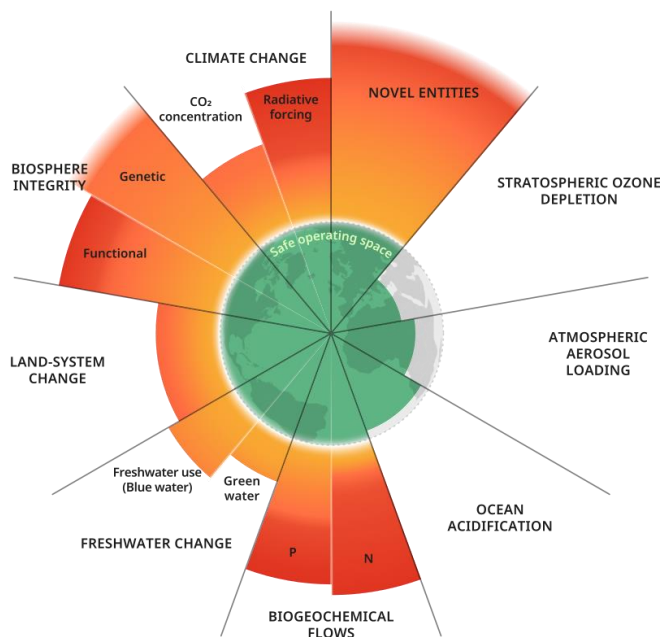 CLIMATE CHANGE
CO₂
concentration
Radiative
forcing
NOVEL ENTITIES
BIOSPHERE
INTEGRITY
Genetic
Functional
STRATOSPHERIC OZONE
DEPLETION
Safe operating space
ATMOSPHERIC
AEROSOL
LOADING
LAND-SYSTEM
CHANGE
Freshwater use
(Blue water)
Green
water
FRESHWATER CHANGE
OCEAN
ACIDIFICATION
P
N
BIOGEOCHEMICAL
FLOWS